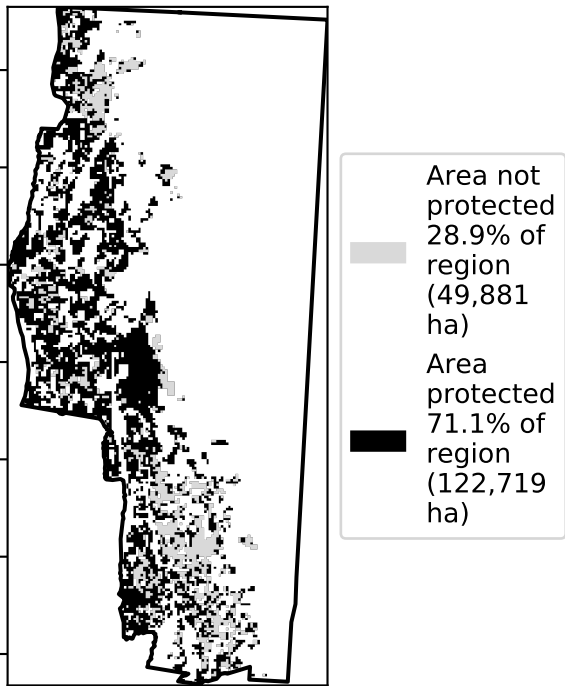 Area not
protected
28.9% of
region
(49,881
ha)
Area
protected
71.1% of
region
(122,719
ha)